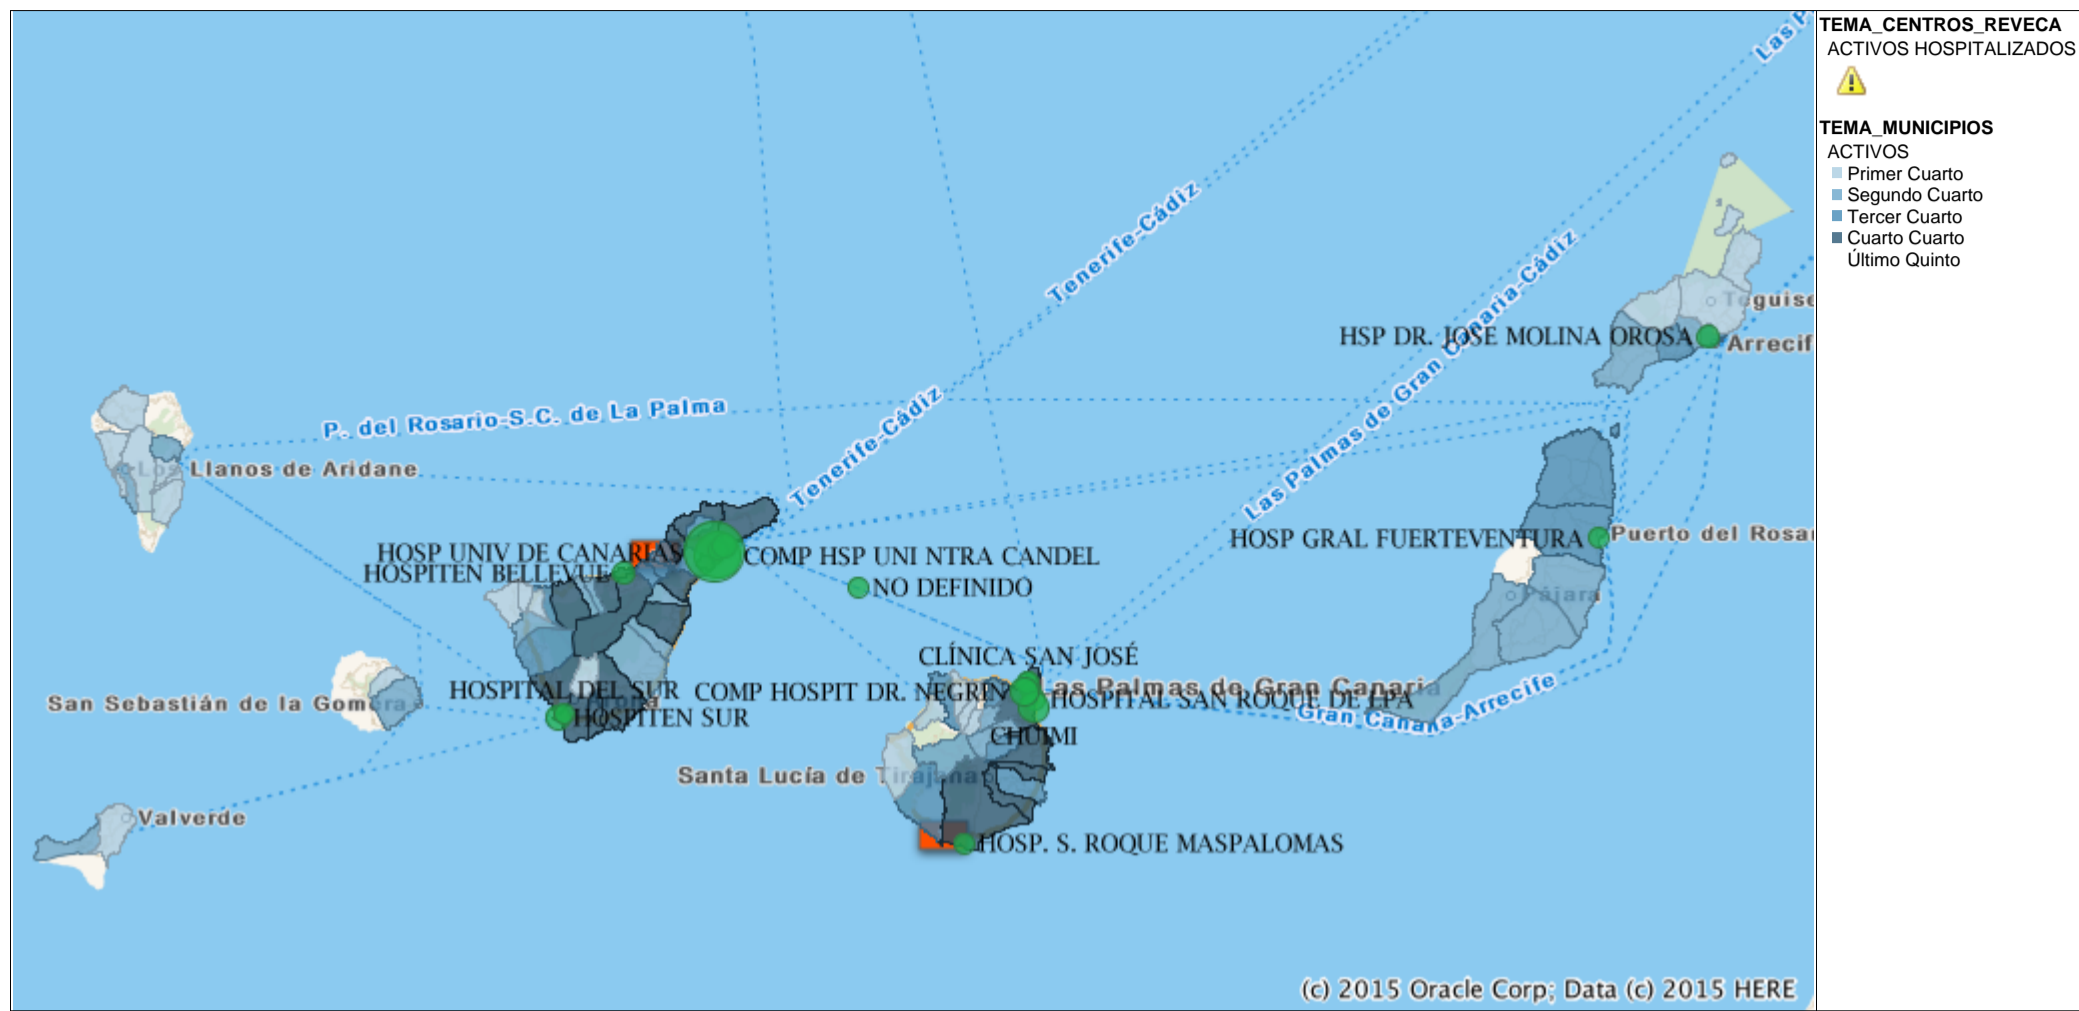 Las P
Tenerife-Cádiz
Las Palmas de Gran Canaria-Cádiz
Teguise
HSP DR. JOSE MOLINA OROSA
Arrecif
P. del Rosario-S.C. de La Palma
Tenerife-Cádiz
Los Llanos de Aridane
HOSP UNIV DE CANARIAS
COMP HSP UNI NTRA CANDEL
HOSPITEN BELLEVUE
NO DEFINIDO
HOSP GRAL FUERTEVENTURA
Puerto del Rosa
Pájara
CLÍNICA SAN JOSÉ
San Sebastián de la Gomera
HOSPITAL DEL SUR
COMP HOSPIT DR. NEGRIN
Las Palmas de Gran Canaria
HOSPITAL SAN ROQUE DE LPA
HOSPITEN SUR
Gran Canaria-Arrecife
CHUIMI
Santa Lucía de Tirajana
Valverde
HOSP. S. ROQUE MASPALOMAS
(c) 2015 Oracle Corp; Data (c) 2015 HERE
TEMA_CENTROS_REVECA
ACTIVOS HOSPITALIZADOS
TEMA_MUNICIPIOS
ACTIVOS
Primer Cuarto
Segundo Cuarto
Tercer Cuarto
Cuarto Cuarto
Último Quinto